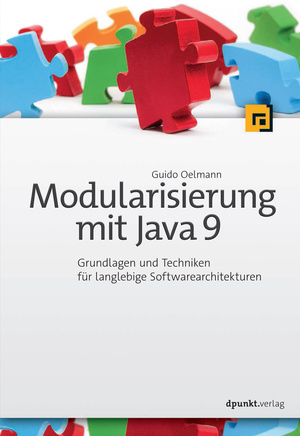 Guido Oelmann
Modularisierung
mit Java 9
Grundlagen und Techniken
für langlebige Softwarearchitekturen
dpunkt.verlag